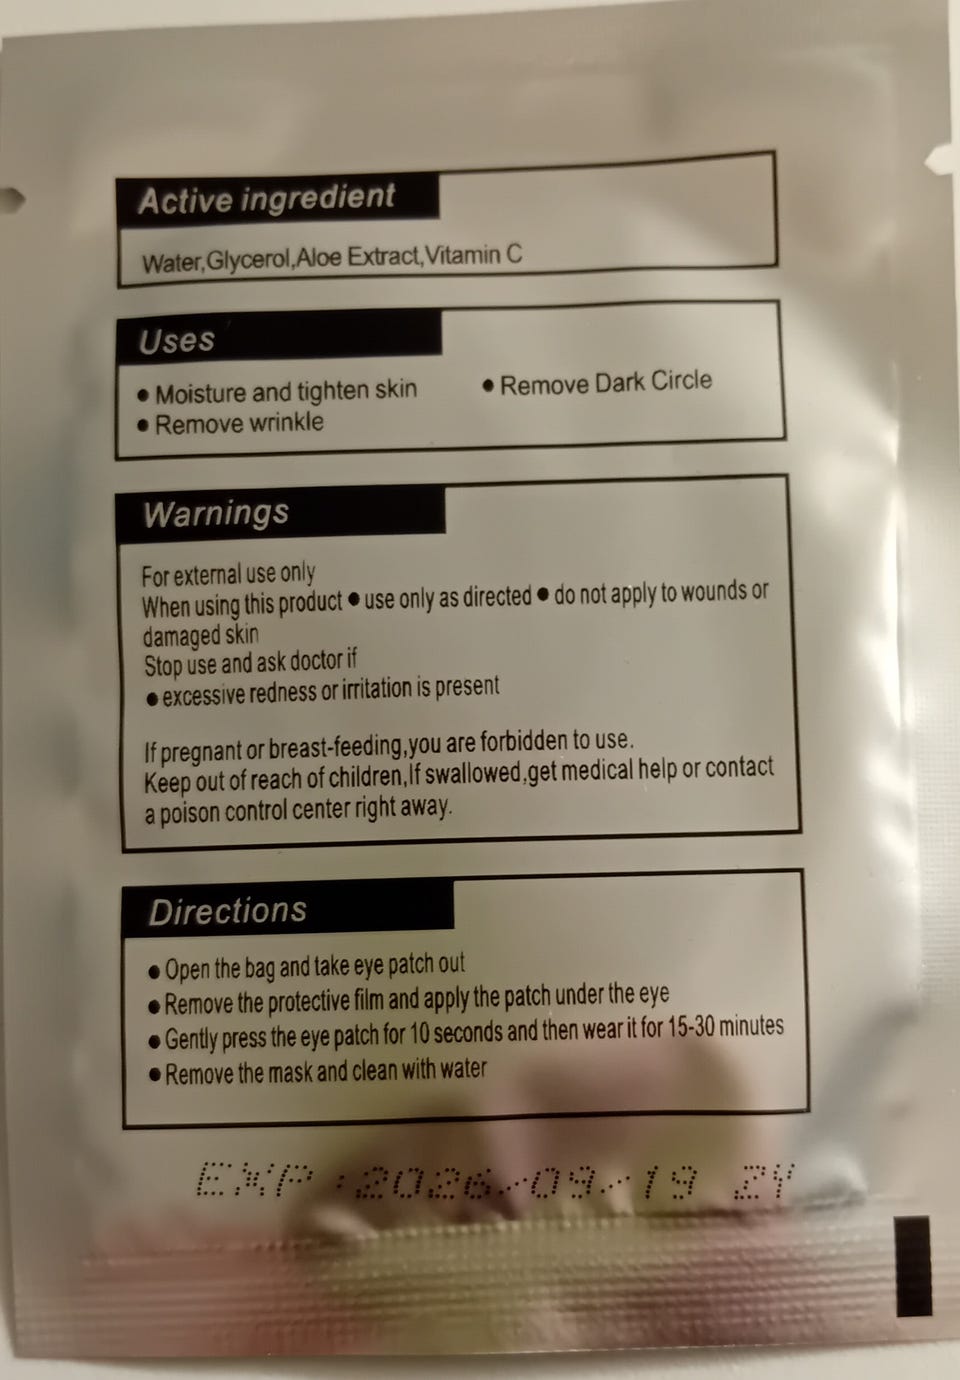 Active ingredient
Water,Glycerol,Aloe Extract,Vitamin C
Uses
● Moisture and tighten skin ● Remove Dark Circle
● Remove wrinkle
Warnings
For external use only
When using this product ● use only as directed ● do not apply to wounds or
damaged skin
Stop use and ask doctor if
● excessive redness or irritation is present
If pregnant or breast-feeding,you are forbidden to use.
Keep out of reach of children,If swallowed,get medical help or contact
a poison control center right away.
Directions
● Open the bag and take eye patch out
● Remove the protective film and apply the patch under the eye
● Gently press the eye patch for 10 seconds and then wear it for 15-30 minutes
● Remove the mask and clean with water
EXP:2026/09/19 ZY